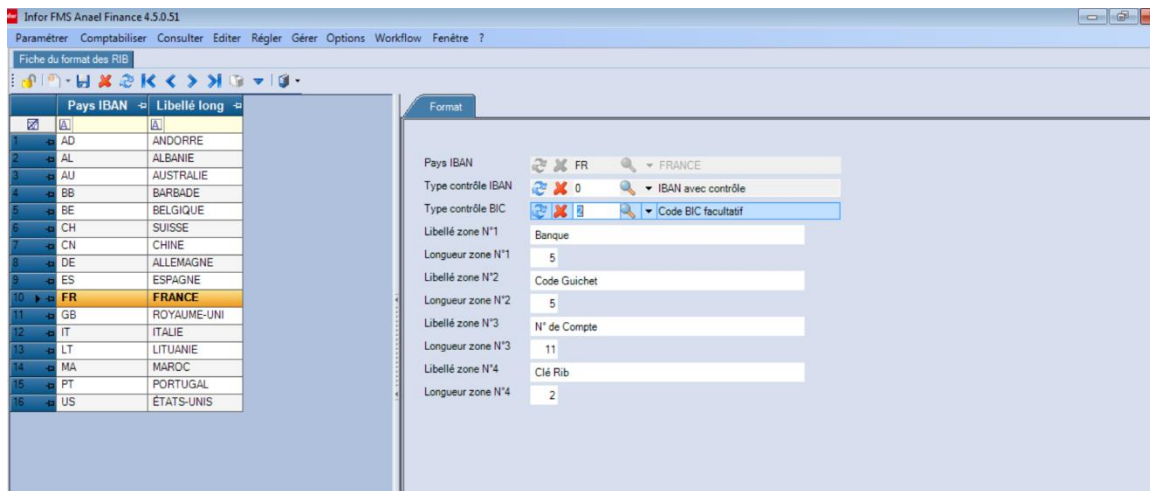 Infor FMS Anael Finance 4.5.0.51
Paramétrer Comptabiliser Consulter Editer Régler Gérer Options Workflow Fenêtre ?
Fiche du format des RIB
Pays IBAN Libellé long
1 AD ANDORRE
2 AL ALBANIE
3 AU AUSTRALIE
4 BB BARBADE
5 BE BELGIQUE
6 CH SUISSE
7 CN CHINE
8 DE ALLEMAGNE
9 ES ESPAGNE
10 FR FRANCE
11 GB ROYAUME-UNI
12 IT ITALIE
13 LT LITUANIE
14 MA MAROC
15 PT PORTUGAL
16 US ÉTATS-UNIS
Format
Pays IBAN FR FRANCE
Type contrôle IBAN 0 IBAN avec contrôle
Type contrôle BIC 2 Code BIC facultatif
Libellé zone N°1 Banque
Longueur zone N°1 5
Libellé zone N°2 Code Guichet
Longueur zone N°2 5
Libellé zone N°3 N° de Compte
Longueur zone N°3 11
Libellé zone N°4 Clé Rib
Longueur zone N°4 2